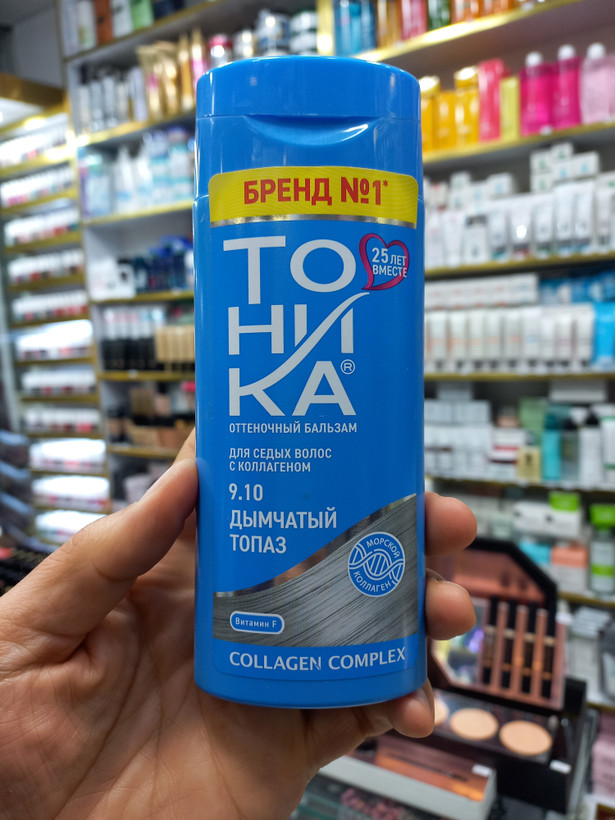 БРЕНД №1*
ТО
НИ
КА®
25 ЛЕТ
ВМЕСТЕ
ОТТЕНОЧНЫЙ БАЛЬЗАМ
ДЛЯ СЕДЫХ ВОЛОС
С КОЛЛАГЕНОМ
9.10
ДЫМЧАТЫЙ
ТОПАЗ
МОРСКОЙ
КОЛЛАГЕН
Витамин F
COLLAGEN COMPLEX